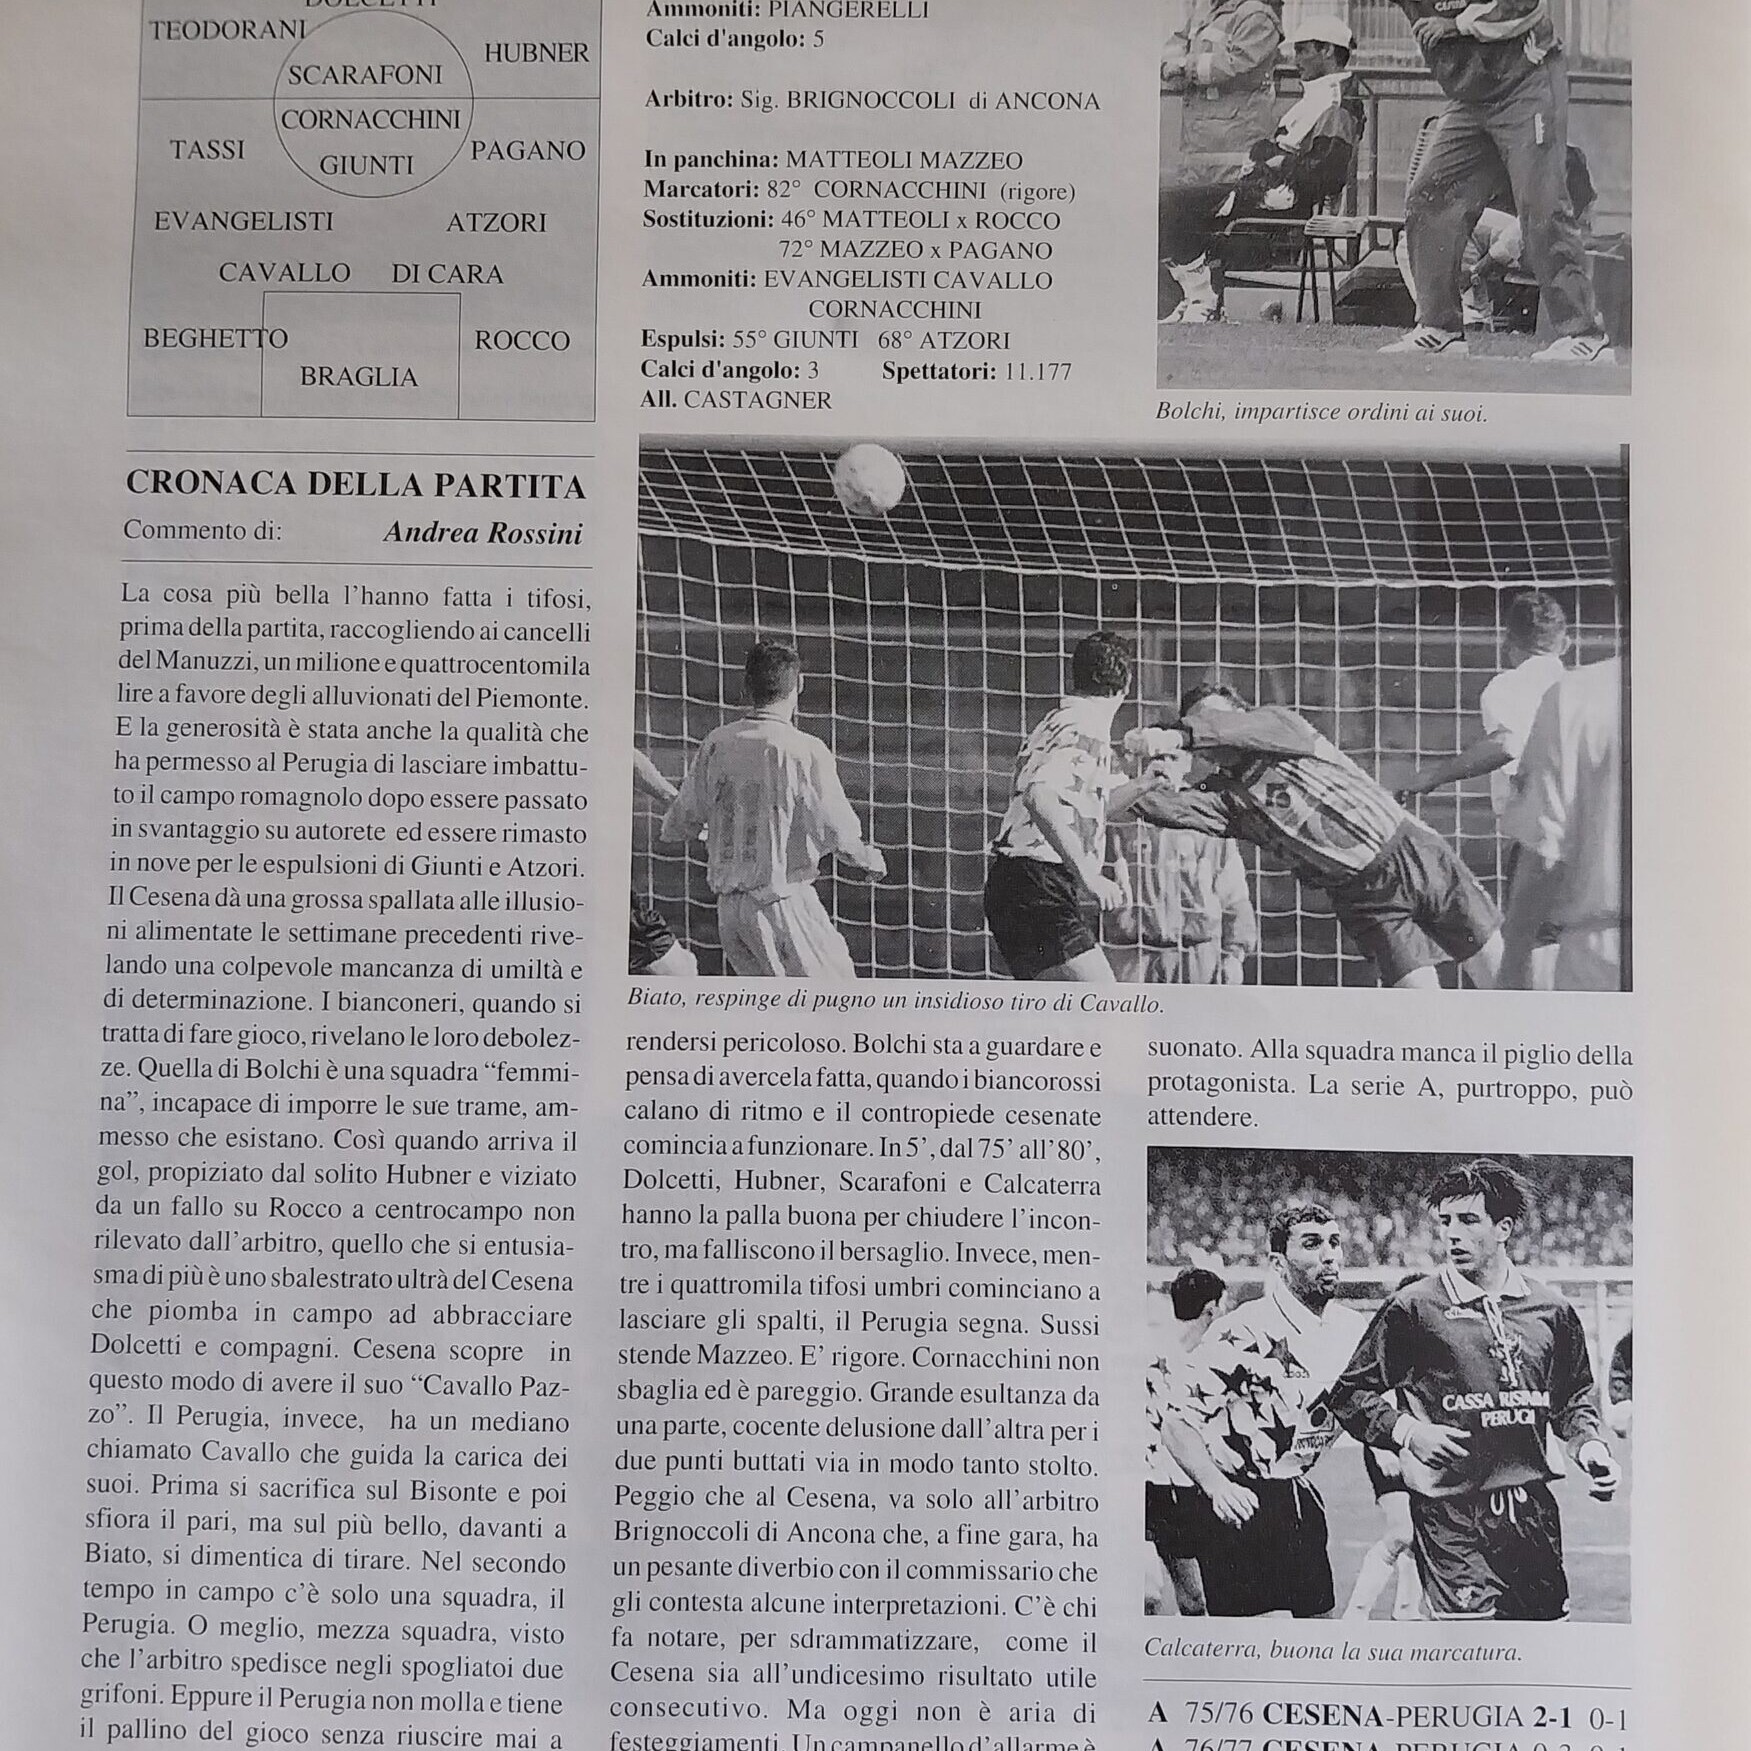 DOLCETTI
TEODORANI
HUBNER
SCARAFONI
CORNACCHINI
TASSI
PAGANO
GIUNTI
EVANGELISTI
ATZORI
CAVALLO DI CARA
BEGHETTO
ROCCO
BRAGLIA
Ammoniti: PIANGERELLI
Calci d'angolo: 5
Arbitro: Sig. BRIGNOCCOLI di ANCONA
In panchina: MATTEOLI MAZZEO
Marcatori: 82° CORNACCHINI (rigore)
Sostituzioni: 46° MATTEOLI x ROCCO
72° MAZZEO x PAGANO
Ammoniti: EVANGELISTI CAVALLO
CORNACCHINI
Espulsi: 55° GIUNTI 68° ATZORI
Calci d'angolo: 3 Spettatori: 11.177
All. CASTAGNER
Bolchi, impartisce ordini ai suoi.
CRONACA DELLA PARTITA
Commento di: Andrea Rossini
La cosa più bella l'hanno fatta i tifosi,
prima della partita, raccogliendo ai cancelli
del Manuzzi, un milione e quattrocentomila
lire a favore degli alluvionati del Piemonte.
E la generosità è stata anche la qualità che
ha permesso al Perugia di lasciare imbattu-
to il campo romagnolo dopo essere passato
in svantaggio su autorete ed essere rimasto
in nove per le espulsioni di Giunti e Atzori.
Il Cesena dà una grossa spallata alle illusio-
ni alimentate le settimane precedenti rive-
lando una colpevole mancanza di umiltà e
di determinazione. I bianconeri, quando si
tratta di fare gioco, rivelano le loro debolez-
ze. Quella di Bolchi è una squadra “femmi-
na”, incapace di imporre le sue trame, am-
messo che esistano. Così quando arriva il
gol, propiziato dal solito Hubner e viziato
da un fallo su Rocco a centrocampo non
rilevato dall'arbitro, quello che si entusia-
sma di più è uno sbalestrato ultrà del Cesena
che piomba in campo ad abbracciare
Dolcetti e compagni. Cesena scopre in
questo modo di avere il suo “Cavallo Paz-
zo”. Il Perugia, invece, ha un mediano
chiamato Cavallo che guida la carica dei
suoi. Prima si sacrifica sul Bisonte e poi
sfiora il pari, ma sul più bello, davanti a
Biato, si dimentica di tirare. Nel secondo
tempo in campo c'è solo una squadra, il
Perugia. O meglio, mezza squadra, visto
che l'arbitro spedisce negli spogliatoi due
grifoni. Eppure il Perugia non molla e tiene
il pallino del gioco senza riuscire mai a
Biato, respinge di pugno un insidioso tiro di Cavallo.
rendersi pericoloso. Bolchi sta a guardare e
pensa di avercela fatta, quando i biancorossi
calano di ritmo e il contropiede cesenate
comincia a funzionare. In 5', dal 75' all'80',
Dolcetti, Hubner, Scarafoni e Calcaterra
hanno la palla buona per chiudere l'incon-
tro, ma falliscono il bersaglio. Invece, men-
tre i quattromila tifosi umbri cominciano a
lasciare gli spalti, il Perugia segna. Sussi
stende Mazzeo. E' rigore. Cornacchini non
sbaglia ed è pareggio. Grande esultanza da
una parte, cocente delusione dall'altra per i
due punti buttati via in modo tanto stolto.
Peggio che al Cesena, va solo all'arbitro
Brignoccoli di Ancona che, a fine gara, ha
un pesante diverbio con il commissario che
gli contesta alcune interpretazioni. C'è chi
fa notare, per sdrammatizzare, come il
Cesena sia all'undicesimo risultato utile
consecutivo. Ma oggi non è aria di
festeggiamenti. Un campanello d'allarme è
suonato. Alla squadra manca il piglio della
protagonista. La serie A, purtroppo, può
attendere.
CASSA RISPARMIO
PERUGI
Calcaterra, buona la sua marcatura.
A 75/76 CESENA-PERUGIA 2-1 0-1
A 76/77 CESENA-PERUGIA